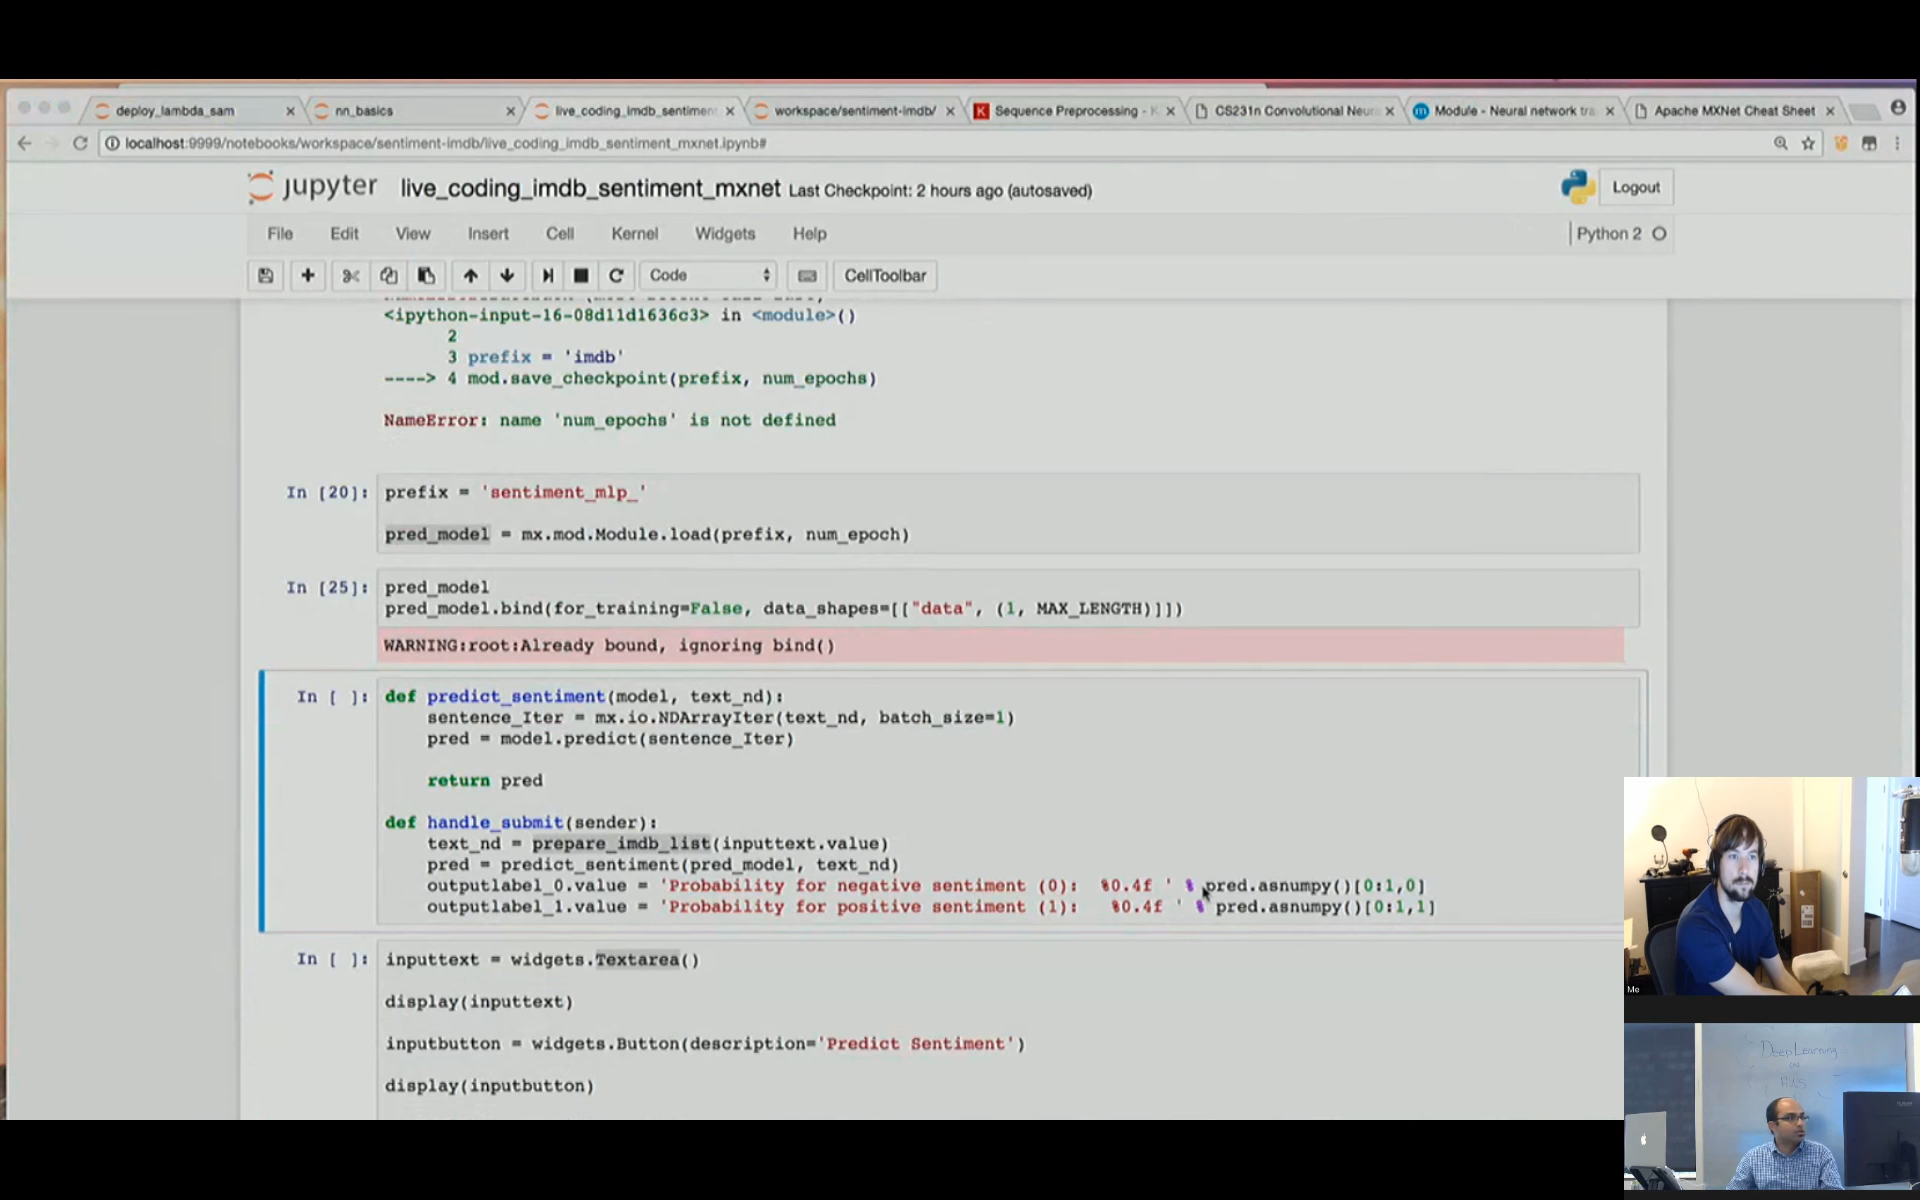 deploy_lambda_sam
nn_basics
live_coding_imdb_sentiment
workspace/sentiment-imdb/
Sequence Preprocessing - K
CS231n Convolutional Neur
Module - Neural network tra
Apache MXNet Cheat Sheet
localhost:9999/notebooks/workspace/sentiment-imdb/live_coding_imdb_sentiment_mxnet.ipynb#
jupyter live_coding_imdb_sentiment_mxnet Last Checkpoint: 2 hours ago (autosaved)
Logout
File Edit View Insert Cell Kernel Widgets Help
Python 2
Code
CellToolbar
<ipython-input-16-08d11d1636c3> in <module>()
2
3 prefix = 'imdb'
----> 4 mod.save_checkpoint(prefix, num_epochs)
NameError: name 'num_epochs' is not defined
In [20]: prefix = 'sentiment_mlp_'
pred_model = mx.mod.Module.load(prefix, num_epoch)
In [25]: pred_model
pred_model.bind(for_training=False, data_shapes=[["data", (1, MAX_LENGTH)]])
WARNING:root:Already bound, ignoring bind()
In [ ]: def predict_sentiment(model, text_nd):
sentence_Iter = mx.io.NDArrayIter(text_nd, batch_size=1)
pred = model.predict(sentence_Iter)
return pred
def handle_submit(sender):
text_nd = prepare_imdb_list(inputtext.value)
pred = predict_sentiment(pred_model, text_nd)
outputlabel_0.value = 'Probability for negative sentiment (0):  %0.4f ' % pred.asnumpy()[0:1,0]
outputlabel_1.value = 'Probability for positive sentiment (1):   %0.4f ' % pred.asnumpy()[0:1,1]
In [ ]: inputtext = widgets.Textarea()
display(inputtext)
inputbutton = widgets.Button(description='Predict Sentiment')
display(inputbutton)
Me
Deep Learning
on
AWS